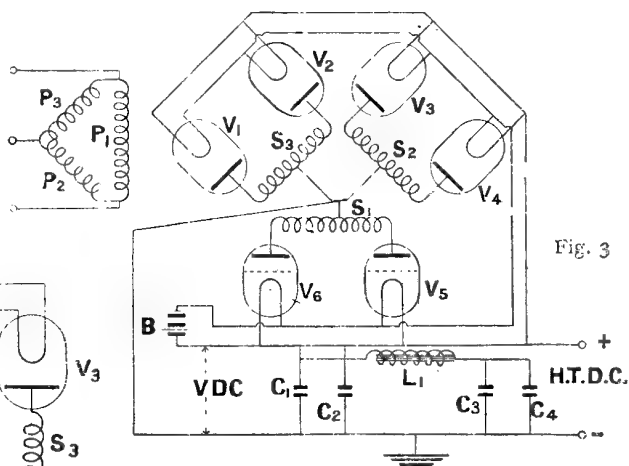 V2
P3
V3
P1
V1
S3
S2
P2
V4
S1
Fig. 3
V6
V5
B
+
V3
VDC
C1
L1
H.T.D.C.
C2
C3
C4
S3
-